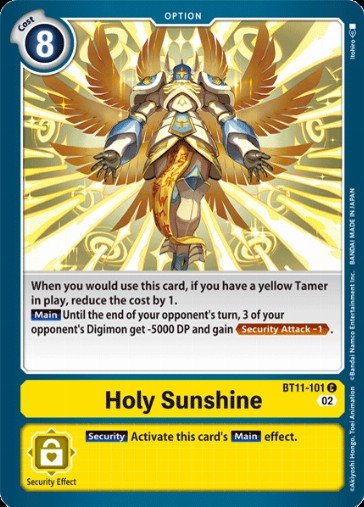 OPTION
Cost
8
Itohiro
When you would use this card, if you have a yellow Tamer
in play, reduce the cost by 1.
Main Until the end of your opponent's turn, 3 of your
opponent's Digimon get -5000 DP and gain Security Attack -1 .
©Akiyoshi Hongo, Toei Animation ©Bandai Namco Entertainment Inc. BANDAI MADE IN JAPAN
BT11-101 C
Holy Sunshine
02
Security Activate this card's Main effect.
Security Effect